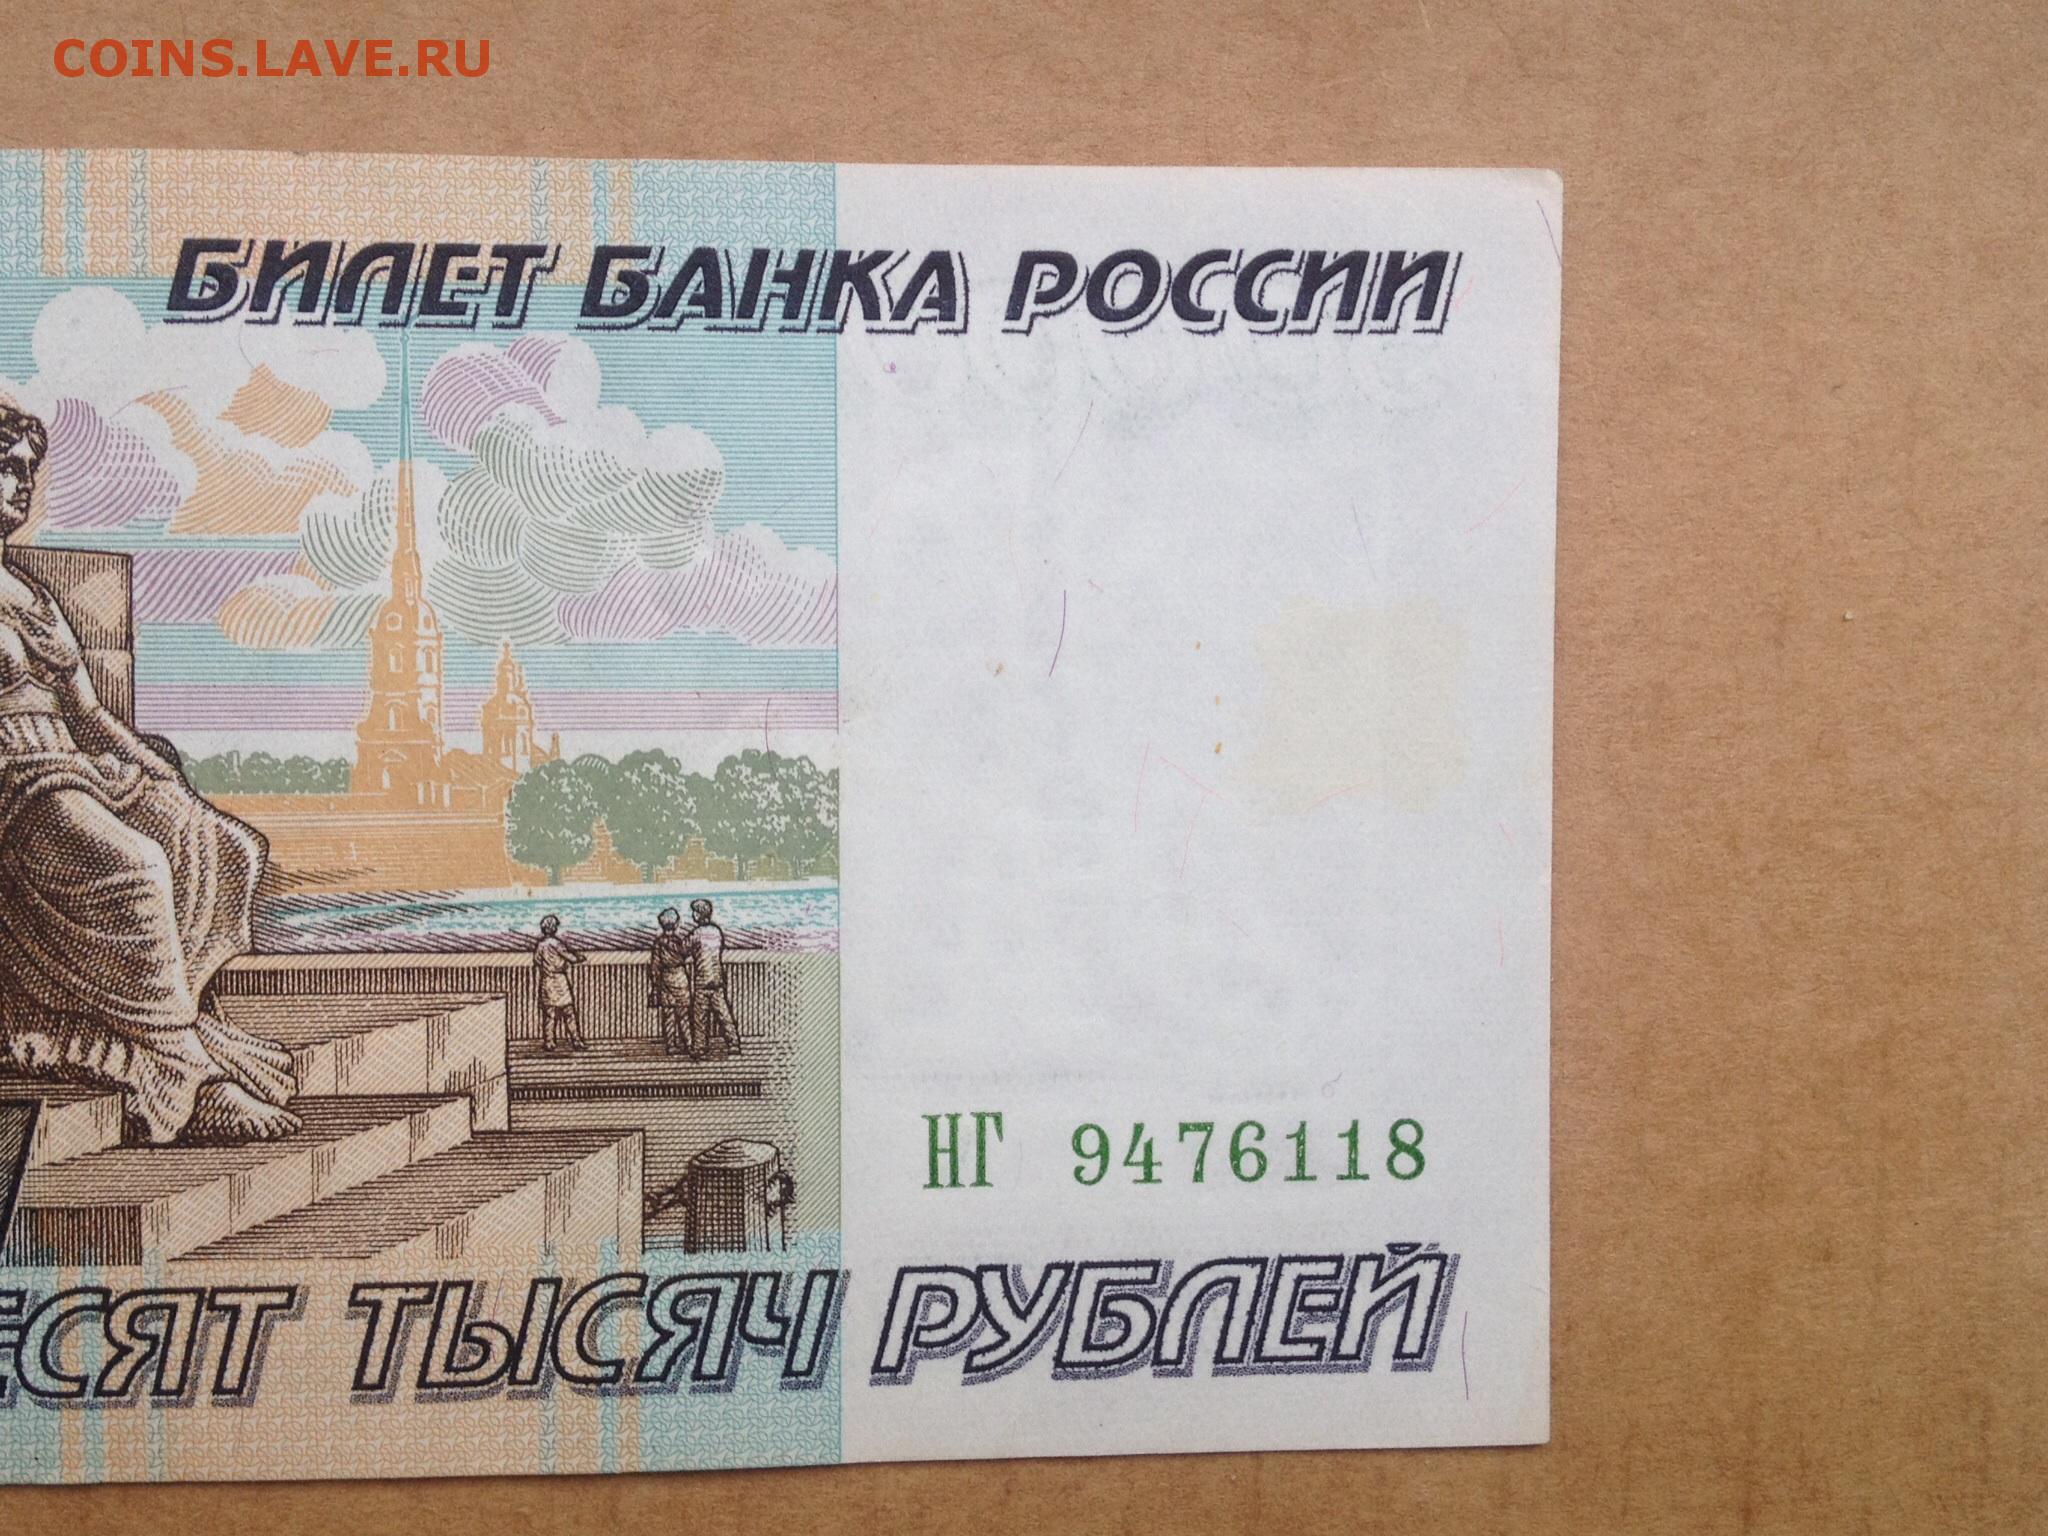 COINS.LAVE.RU
БИЛЕТ БАНКА РОССИИ
НГ 9476118
ЕСЯТ ТЫСЯЧ РУБЛЕЙ